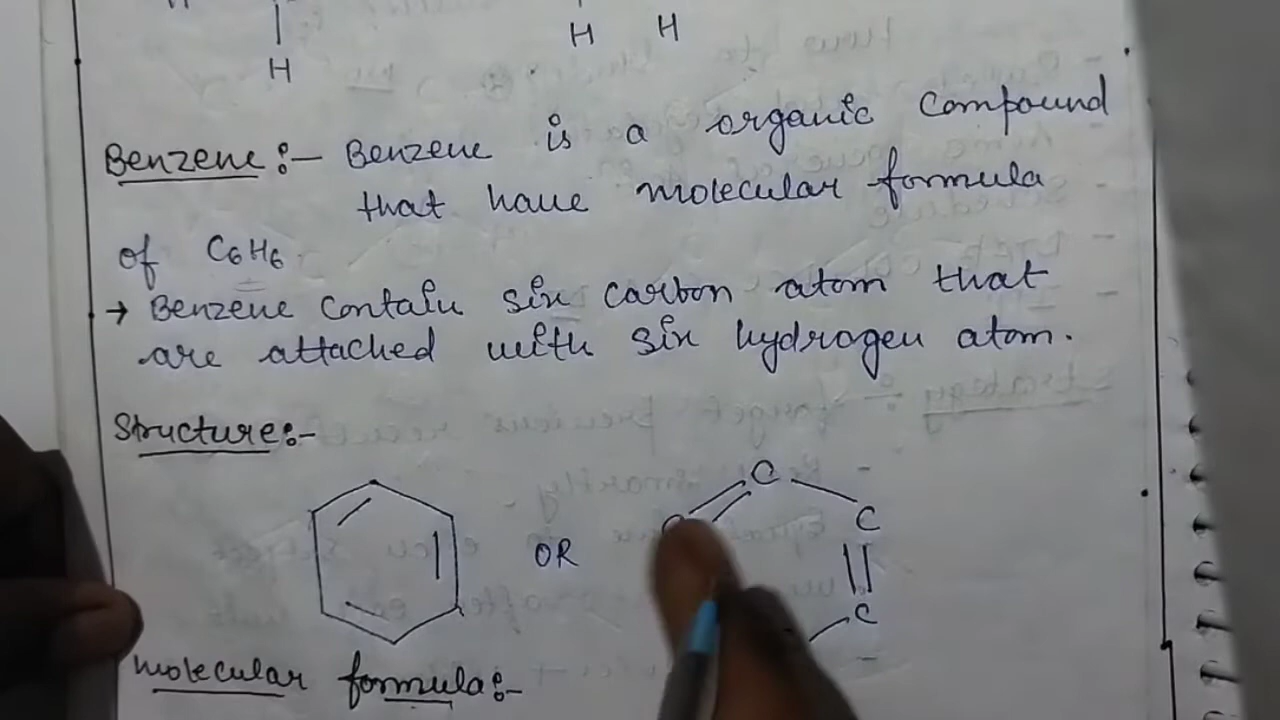 H H
H
Benzene :- Benzene is a organic compound
that have molecular formula
of C6H6
→ Benzene contain six carbon atom that
are attached with six hydrogen atom.
Structure:-
C
C
OR
C
molecular formula:-